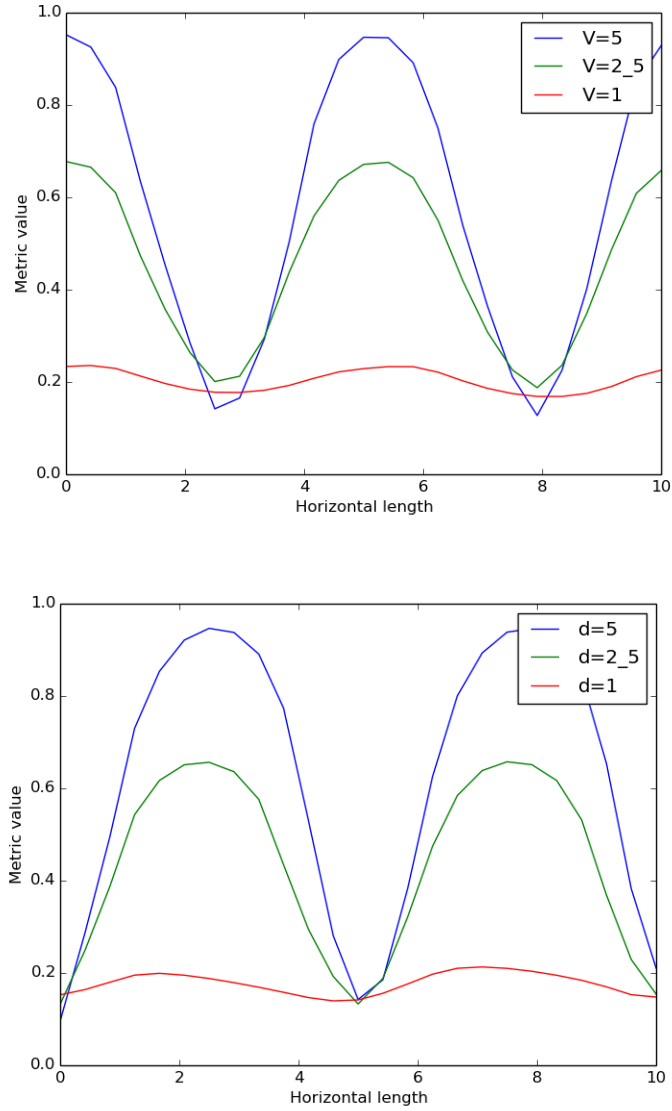 1.0
0.8
0.6
0.4
0.2
0.0
Metric value
V=5
V=2_5
V=1
0 2 4 6 8 10
Horizontal length
1.0
0.8
0.6
0.4
0.2
0.0
Metric value
d=5
d=2_5
d=1
0 2 4 6 8 10
Horizontal length